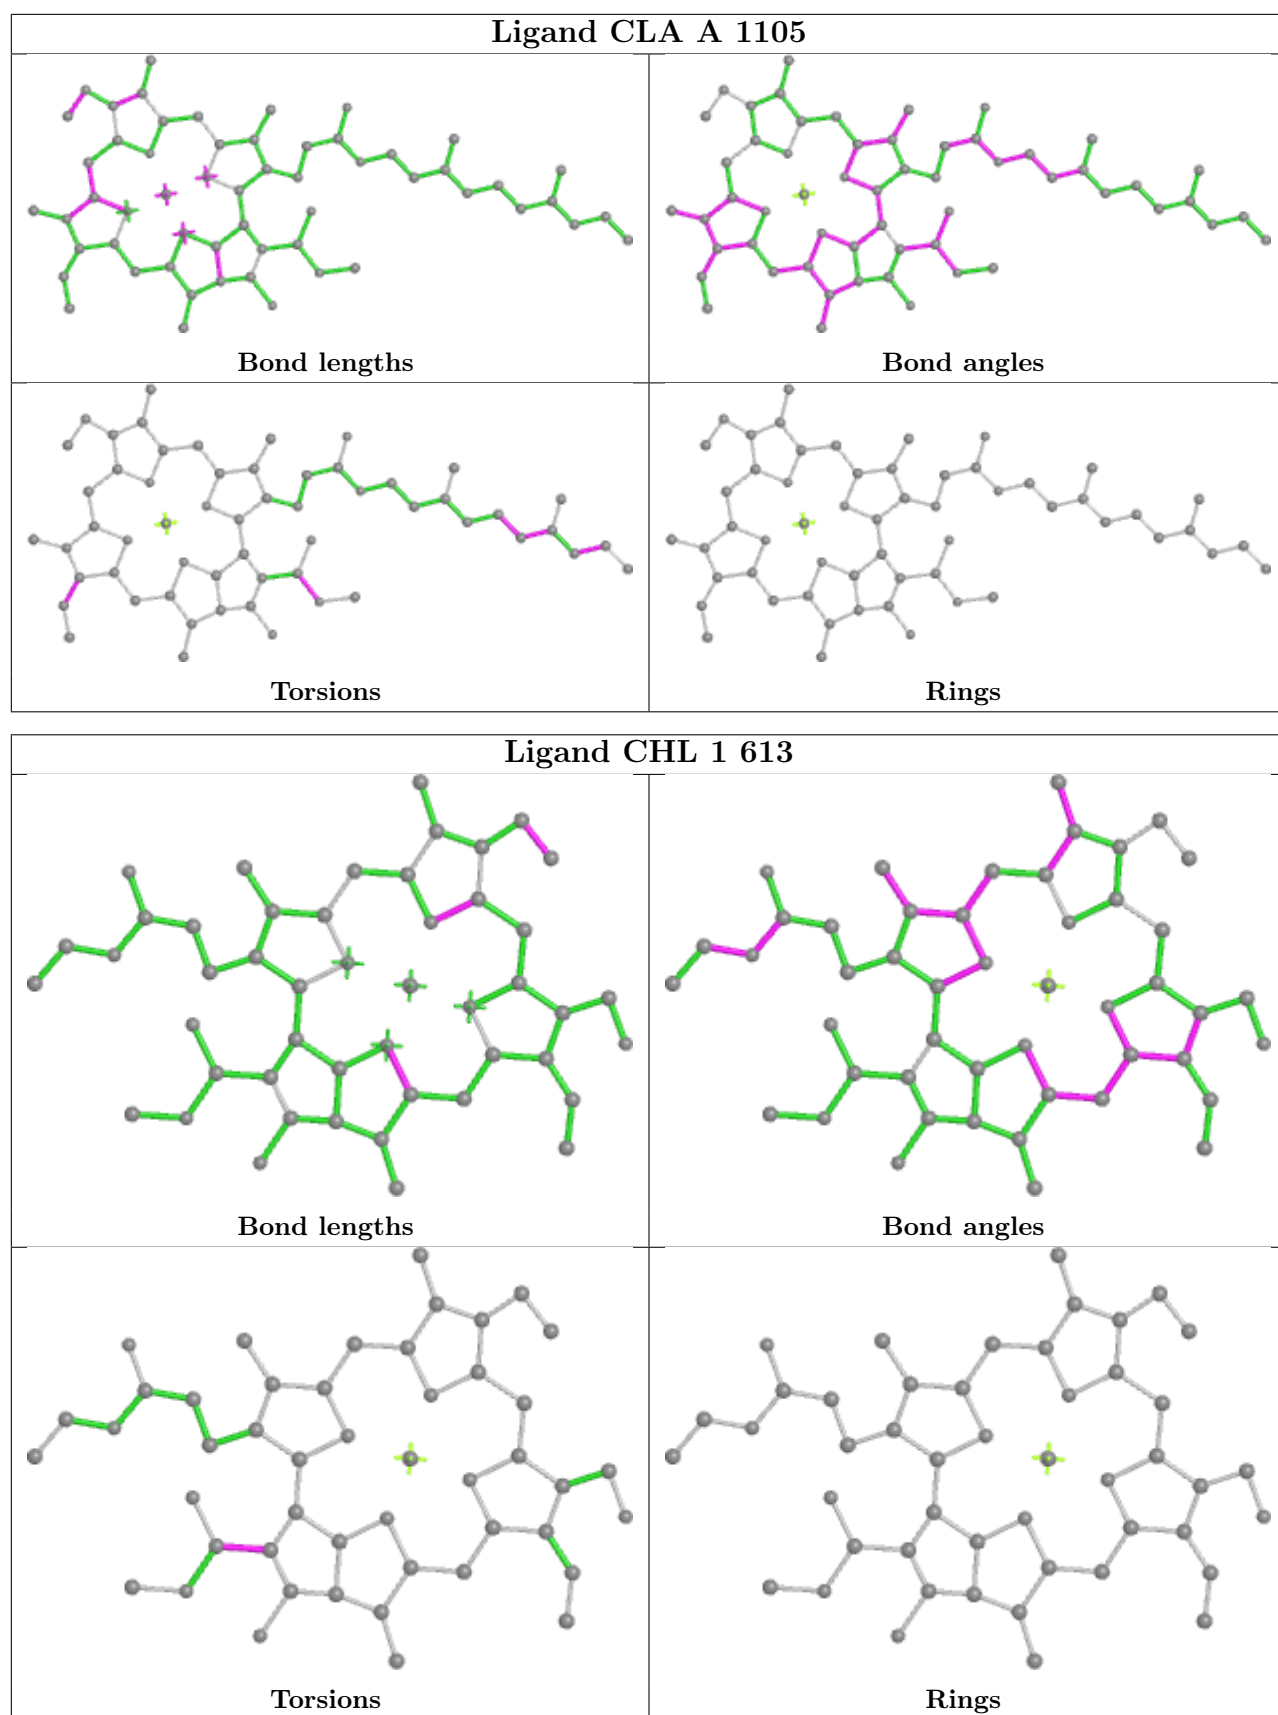 Ligand CLA A 1105
Bond lengths
Bond angles
Torsions
Rings
Ligand CHL 1 613
Bond lengths
Bond angles
Torsions
Rings